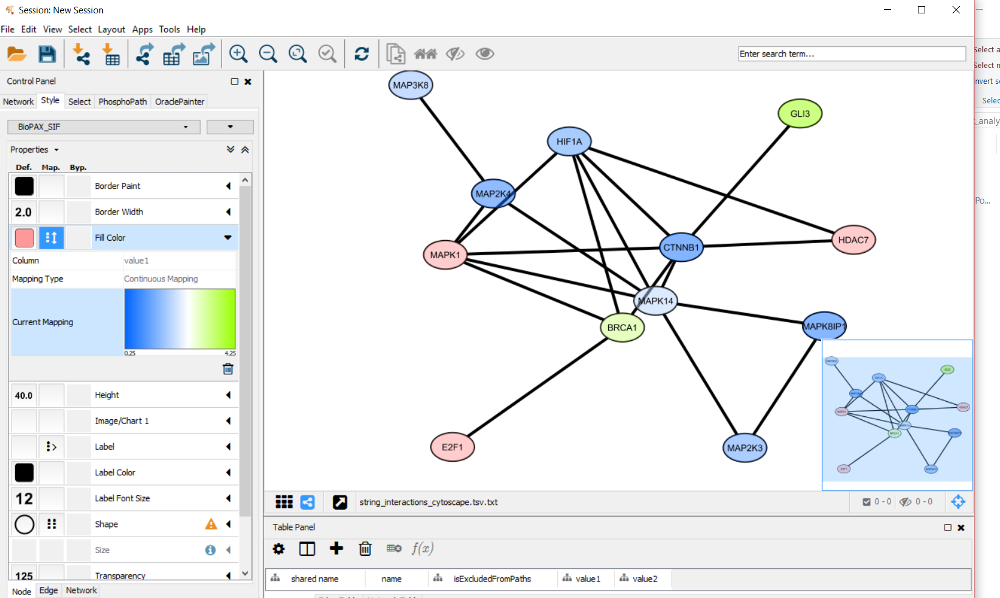 Session: New Session
File Edit View Select Layout Apps Tools Help
Enter search term...
Select a
Select n
nvert se
Selec
_analy
Po...
Control Panel
Network Style Select PhosphoPath OraclePainter
BioPAX_SIF
Properties
Def. Map. Byp.
Border Paint
2.0 Border Width
Fill Color
Column value1
Mapping Type Continuous Mapping
Current Mapping
0.25 4.25
40.0 Height
Image/Chart 1
Label
Label Color
12 Label Font Size
Shape
Size
125 Transparency
Node Edge Network
MAP3K8
GLI3
HIF1A
MAP2K4
HDAC7
CTNNB1
MAPK1
MAPK14
BRCA1
MAPK8IP1
E2F1
MAP2K3
string_interactions_cytoscape.tsv.txt
0 - 0 0 - 0
Table Panel
f(x)
shared name name isExcludedFromPaths value1 value2